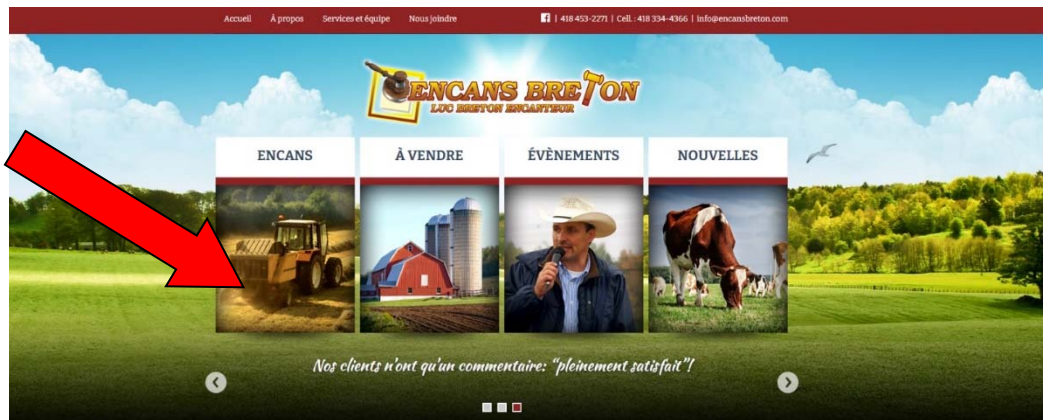 Accueil À propos Services et équipe Nous joindre | 418 453-2271 | Cell. : 418 334-4366 | info@encansbreton.com
ENCANS BRETON
LUC BRETON ENCANTEUR
ENCANS À VENDRE ÉVÈNEMENTS NOUVELLES
Nos clients n'ont qu'un commentaire: "pleinement satisfait"!